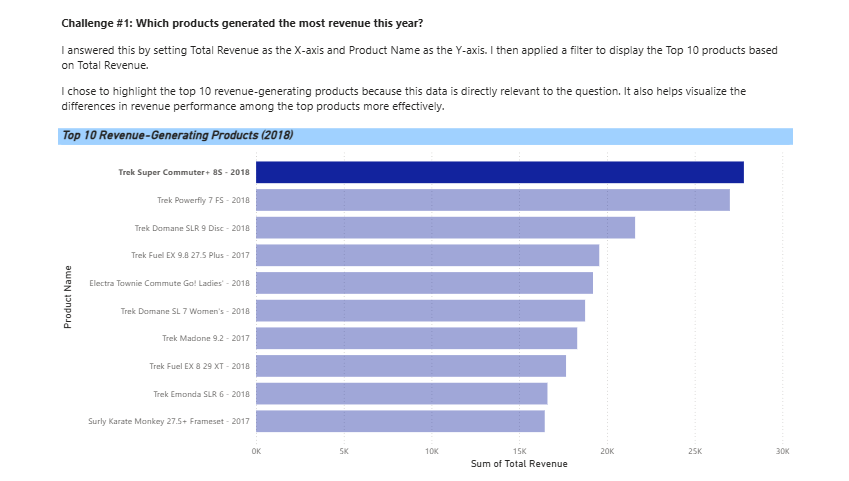 Challenge #1: Which products generated the most revenue this year?
I answered this by setting Total Revenue as the X-axis and Product Name as the Y-axis. I then applied a filter to display the Top 10 products based
on Total Revenue.
I chose to highlight the top 10 revenue-generating products because this data is directly relevant to the question. It also helps visualize the
differences in revenue performance among the top products more effectively.
Top 10 Revenue-Generating Products (2018)
Product Name
Trek Super Commuter+ 8S - 2018
Trek Powerfly 7 FS - 2018
Trek Domane SLR 9 Disc - 2018
Trek Fuel EX 9.8 27.5 Plus - 2017
Electra Townie Commute Go! Ladies' - 2018
Trek Domane SL 7 Women's - 2018
Trek Madone 9.2 - 2017
Trek Fuel EX 8 29 XT - 2018
Trek Emonda SLR 6 - 2018
Surly Karate Monkey 27.5+ Frameset - 2017
0K 5K 10K 15K 20K 25K 30K
Sum of Total Revenue